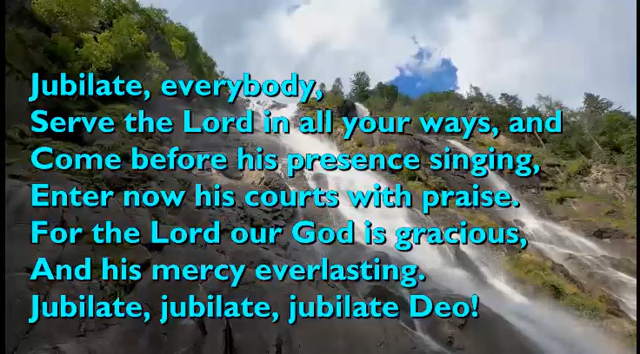 Jubilate, everybody,
Serve the Lord in all your ways, and
Come before his presence singing,
Enter now his courts with praise.
For the Lord our God is gracious,
And his mercy everlasting.
Jubilate, jubilate, jubilate Deo!